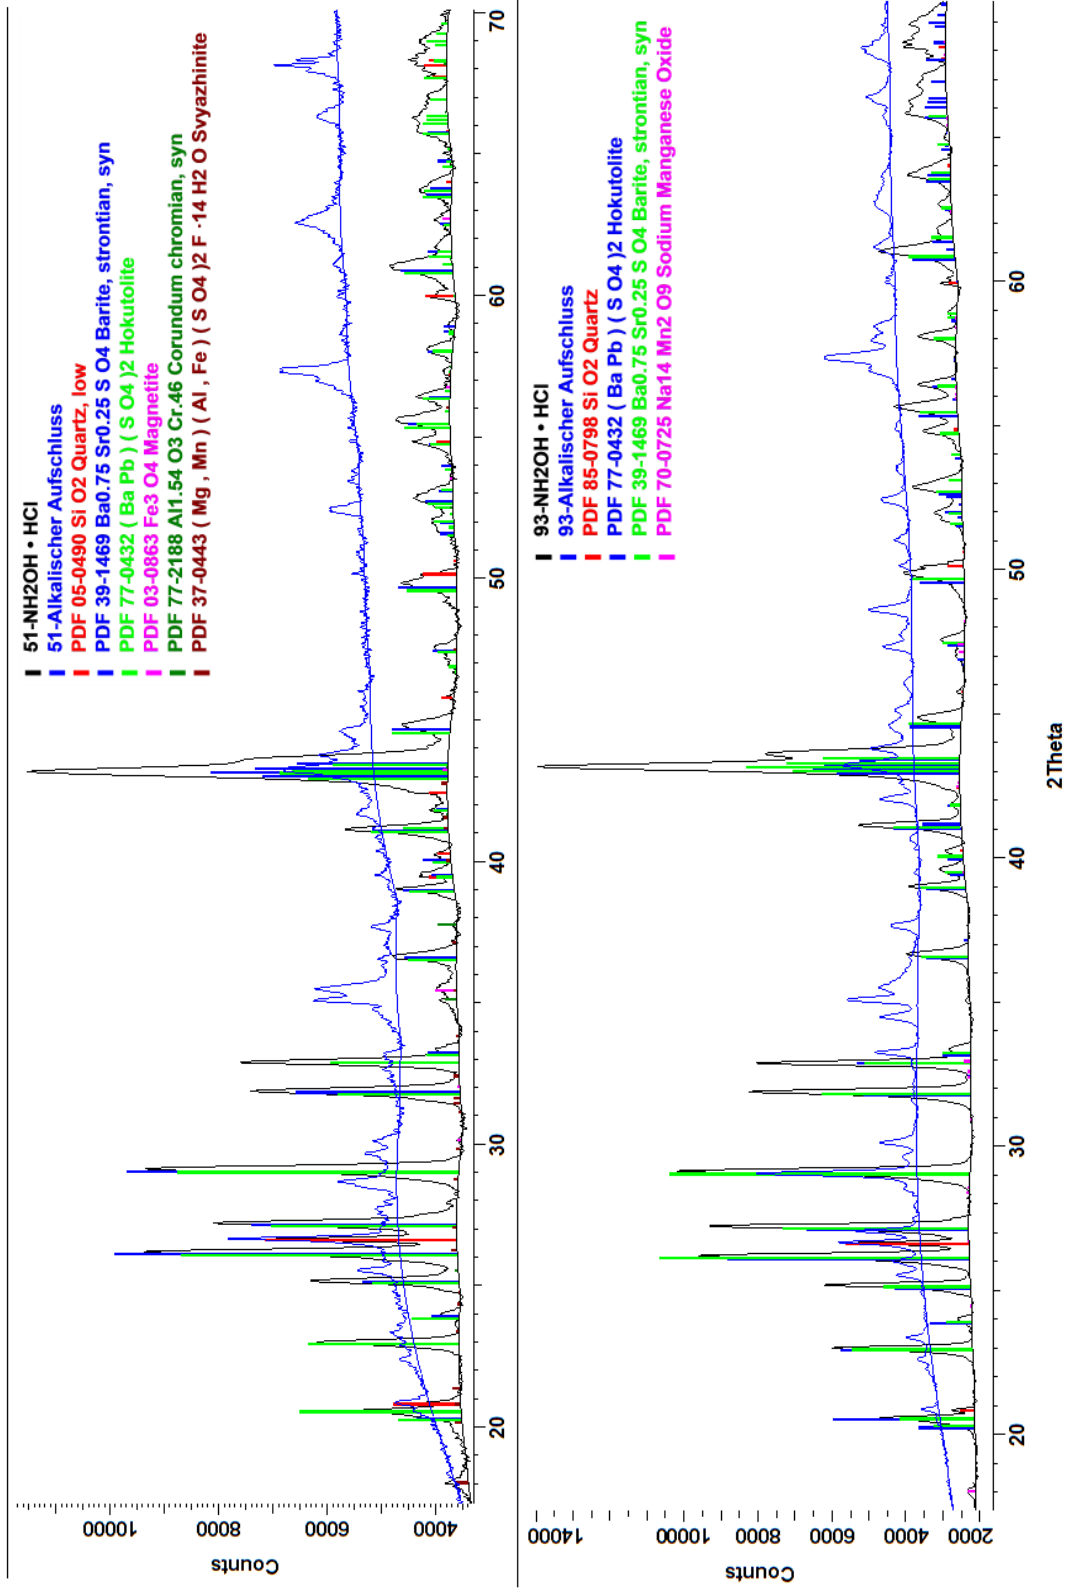 51-NH2OH • HCl
51-Alkalischer Aufschluss
PDF 05-0490 Si O2 Quartz, low
PDF 39-1469 Ba0.75 Sr0.25 S O4 Barite, strontian, syn
PDF 77-0432 ( Ba Pb ) ( S O4 )2 Hokutolite
PDF 03-0863 Fe3 O4 Magnetite
PDF 77-2188 Al1.54 O3 Cr.46 Corundum chromian, syn
PDF 37-0443 ( Mg , Mn ) ( Al , Fe ) ( S O4 )2 F ·14 H2 O Svyazhinite
Counts
10000
8000
6000
4000
20
30
40
50
60
70
93-NH2OH • HCl
93-Alkalischer Aufschluss
PDF 85-0798 Si O2 Quartz
PDF 77-0432 ( Ba Pb ) ( S O4 )2 Hokutolite
PDF 39-1469 Ba0.75 Sr0.25 S O4 Barite, strontian, syn
PDF 70-0725 Na14 Mn2 O9 Sodium Manganese Oxide
Counts
14000
10000
8000
6000
4000
2000
20
30
40
50
60
2Theta